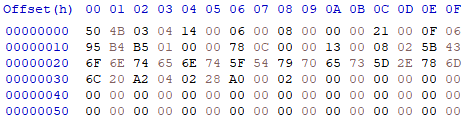 Offset(h) 00 01 02 03 04 05 06 07 08 09 0A 0B 0C 0D 0E 0F
00000000 50 4B 03 04 14 00 06 00 08 00 00 00 21 00 0F 06
00000010 95 B4 B5 01 00 00 78 0C 00 00 13 00 08 02 5B 43
00000020 6F 6E 74 65 6E 74 5F 54 79 70 65 73 5D 2E 78 6D
00000030 6C 20 A2 04 02 28 A0 00 02 00 00 00 00 00 00 00
00000040 00 00 00 00 00 00 00 00 00 00 00 00 00 00 00 00
00000050 00 00 00 00 00 00 00 00 00 00 00 00 00 00 00 00